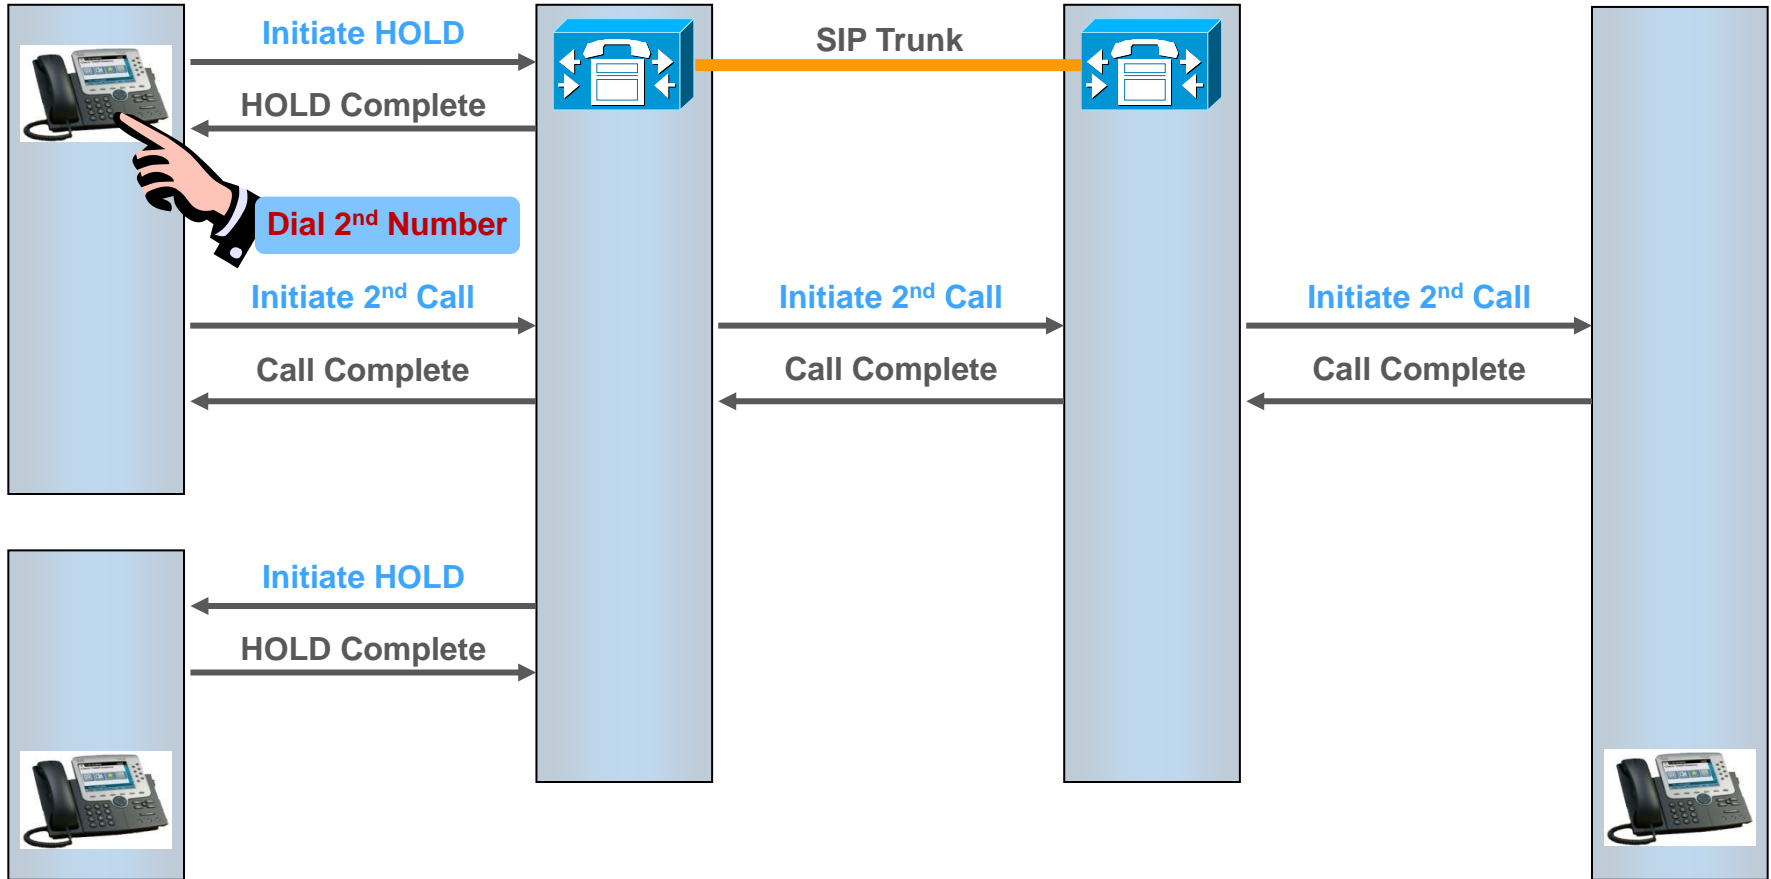 Initiate HOLD
SIP Trunk
HOLD Complete
Dial 2nd Number
Initiate 2nd Call
Initiate 2nd Call
Initiate 2nd Call
Call Complete
Call Complete
Call Complete
Initiate HOLD
HOLD Complete